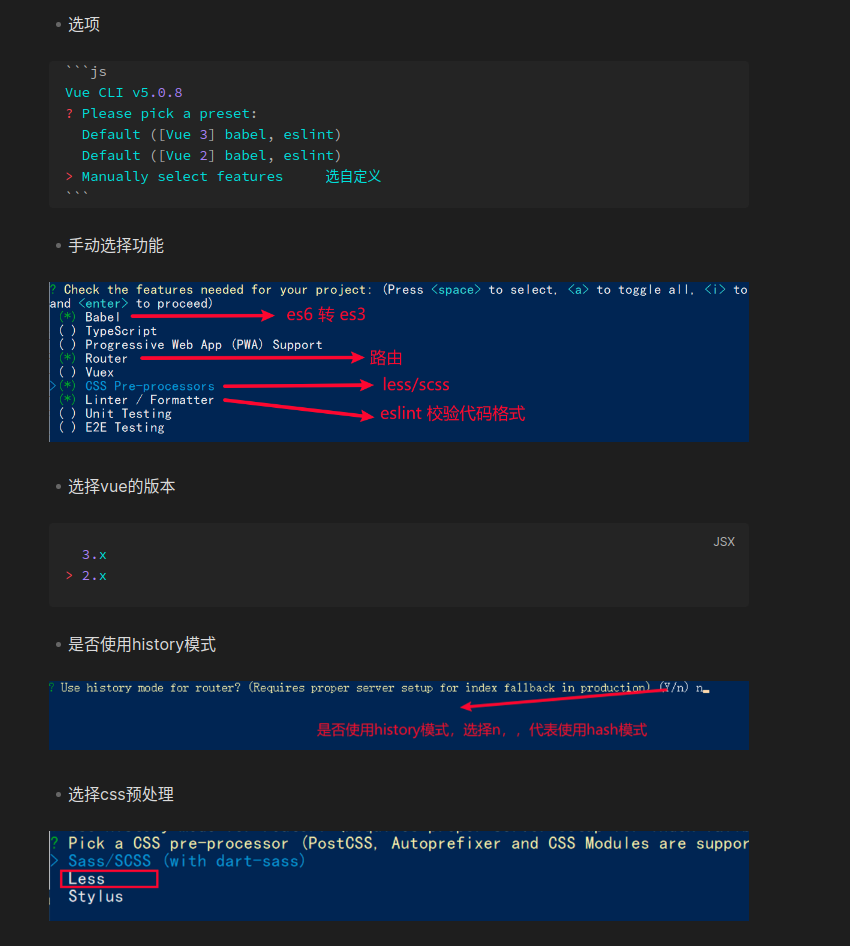 选项
```js
Vue CLI v5.0.8
? Please pick a preset:
Default ([Vue 3] babel, eslint)
Default ([Vue 2] babel, eslint)
> Manually select features 选自定义
```
手动选择功能
? Check the features needed for your project: (Press <space> to select, <a> to toggle all, <i> to
and <enter> to proceed)
(*) Babel es6 转 es3
( ) TypeScript
( ) Progressive Web App (PWA) Support
(*) Router 路由
( ) Vuex
>(*) CSS Pre-processors less/scss
(*) Linter / Formatter eslint 校验代码格式
( ) Unit Testing
( ) E2E Testing
选择vue的版本
JSX
3.x
> 2.x
是否使用history模式
? Use history mode for router? (Requires proper server setup for index fallback in production) (Y/n) n
是否使用history模式，选择n，，代表使用hash模式
选择css预处理
? Pick a CSS pre-processor (PostCSS, Autoprefixer and CSS Modules are suppor
> Sass/SCSS (with dart-sass)
Less
Stylus